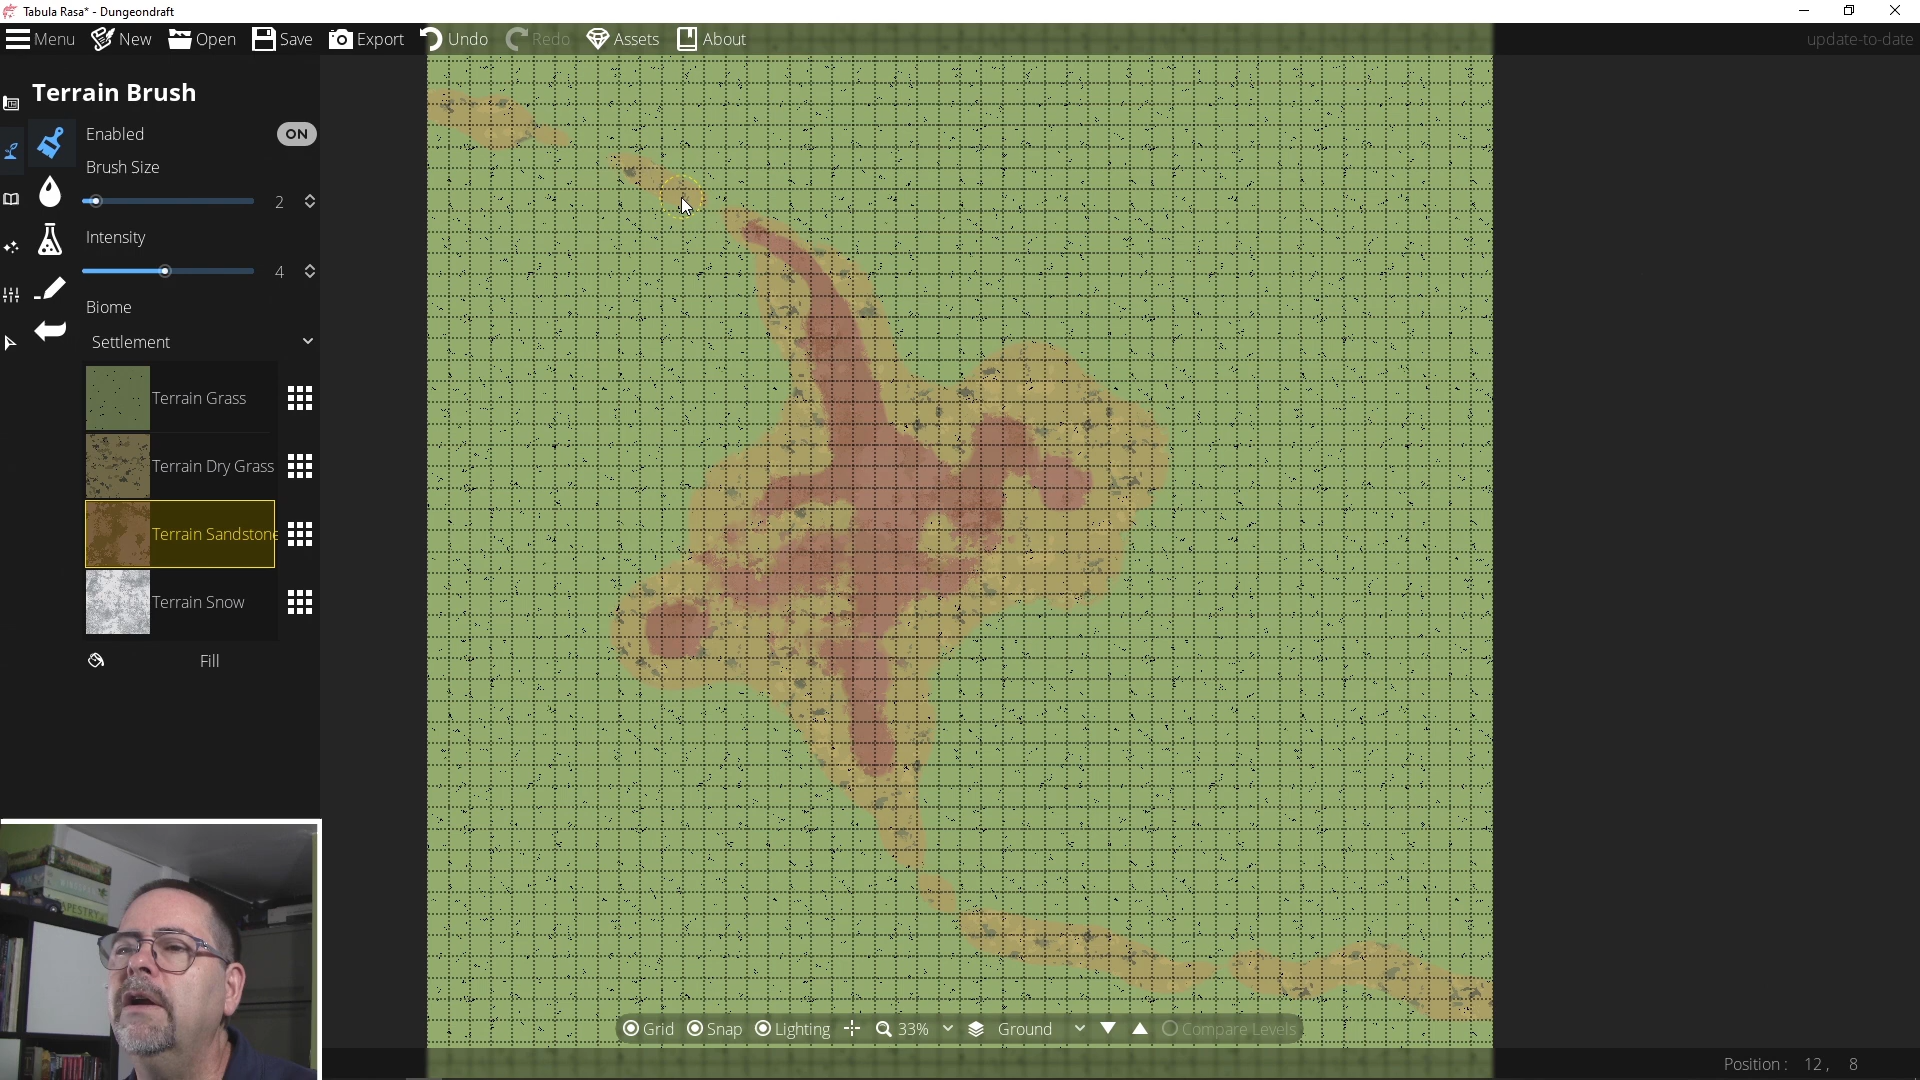 Tabula Rasa* - Dungeondraft
Menu New Open Save Export Undo Redo Assets About update-to-date
Terrain Brush
Enabled ON
Brush Size
2
Intensity
4
Biome
Settlement
Terrain Grass
Terrain Dry Grass
Terrain Sandstone
Terrain Snow
Fill
TAPESTRY
Grid Snap Lighting 33% Ground Compare Levels
Position : 12, 8